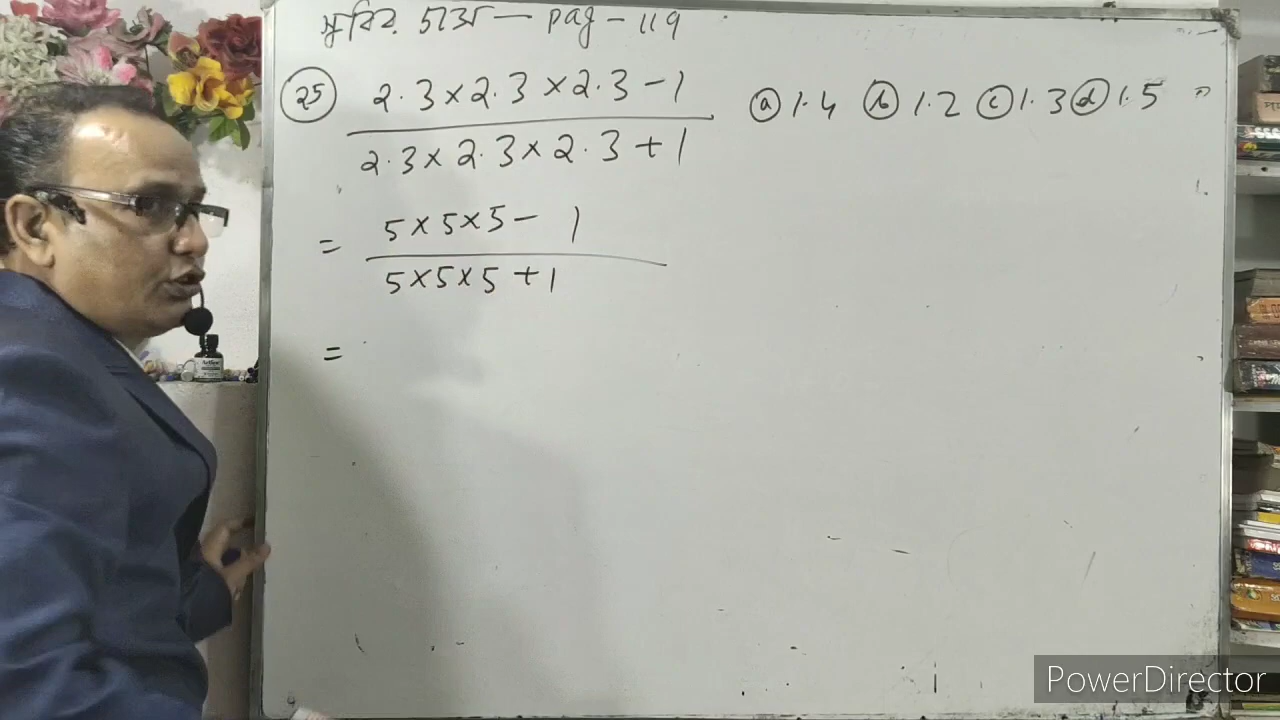 pag - 119
25 2.3×2.3×2.3-1 ⓐ 1.4 ⓑ 1.2 ⓒ 1.3 ⓓ 1.5
2.3×2.3×2.3+1
= 5×5×5- 1
5×5×5+1
=
PowerDirector